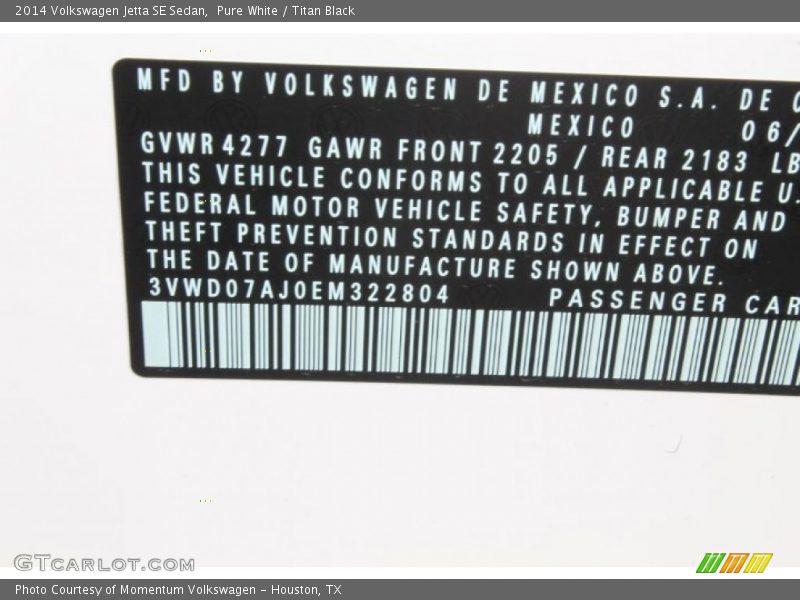 2014 Volkswagen Jetta SE Sedan,  Pure White / Titan Black
MFD BY VOLKSWAGEN DE MEXICO S.A. DE C
MEXICO 06/
GVWR 4277 GAWR FRONT 2205 / REAR 2183 LB
THIS VEHICLE CONFORMS TO ALL APPLICABLE U.
FEDERAL MOTOR VEHICLE SAFETY, BUMPER AND
THEFT PREVENTION STANDARDS IN EFFECT ON
THE DATE OF MANUFACTURE SHOWN ABOVE.
3VWD07AJ0EM322804 PASSENGER CAR
GTCARLOT.COM
Photo Courtesy of Momentum Volkswagen - Houston, TX